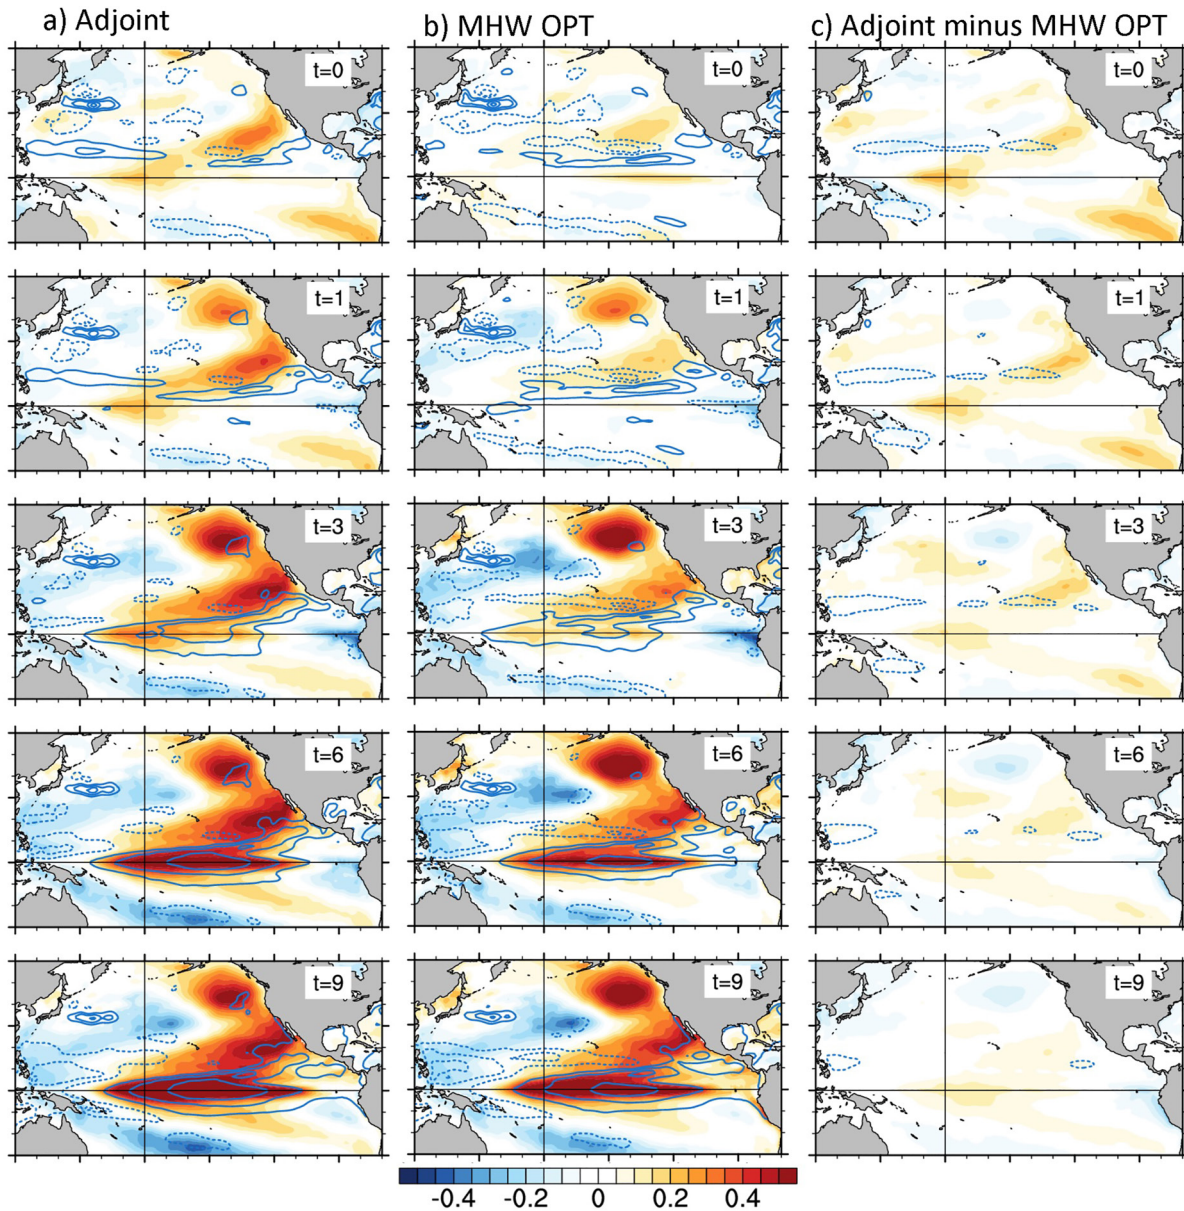 a) Adjoint
b) MHW OPT
c) Adjoint minus MHW OPT
t=0
t=0
t=0
t=1
t=1
t=1
t=3
t=3
t=3
t=6
t=6
t=6
t=9
t=9
t=9
-0.4 -0.2 0 0.2 0.4